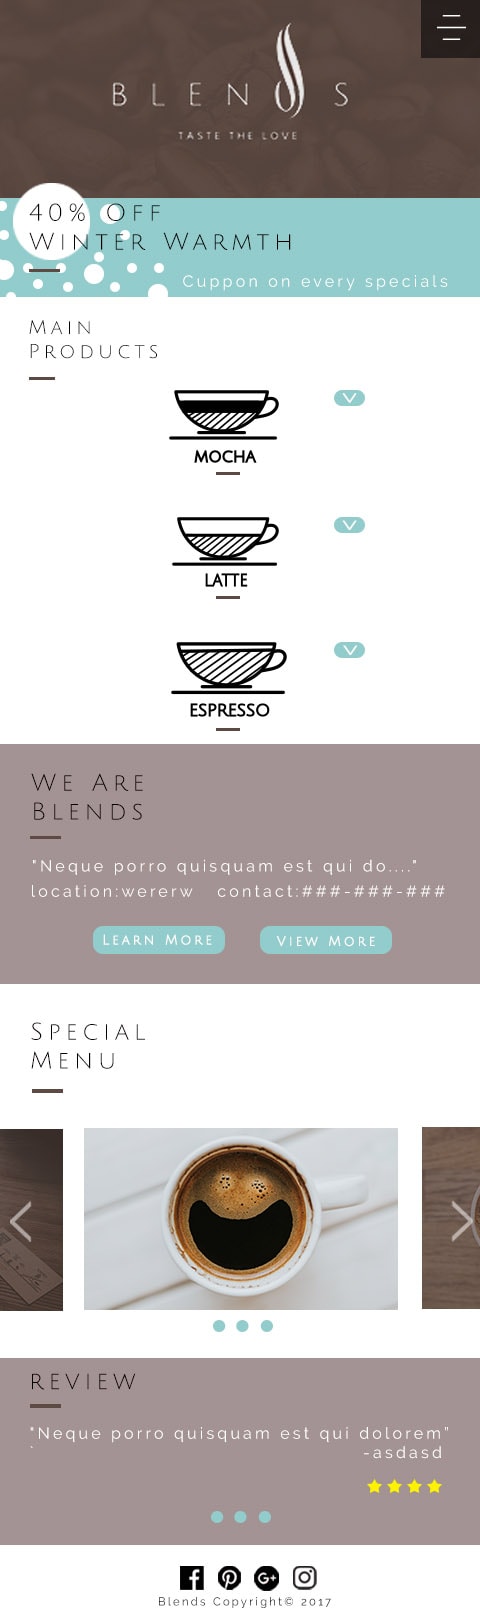 BLENDS
TASTE THE LOVE
40% Off
Winter Warmth
Cuppon on every specials
Main
Products
MOCHA
LATTE
ESPRESSO
We Are
Blends
"Neque porro quisquam est qui do...."
location:wererw contact:###-###-###
Learn More View More
Special
Menu
REVIEW
"Neque porro quisquam est qui dolorem"
` -asdasd
Blends Copyright© 2017